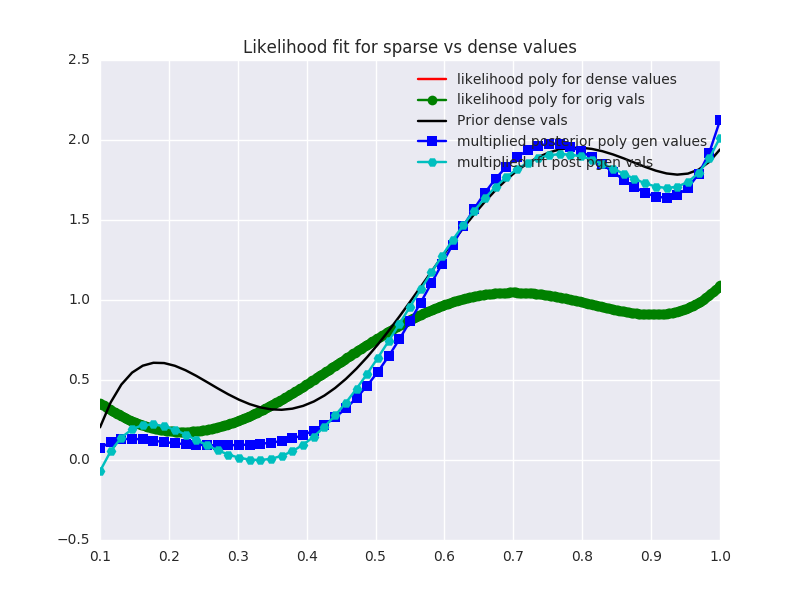 Likelihood fit for sparse vs dense values
2.5
2.0
1.5
1.0
0.5
0.0
−0.5
likelihood poly for dense values
likelihood poly for orig vals
Prior dense vals
multiplied posterior poly gen values
multiplied fit post pgen vals
0.1 0.2 0.3 0.4 0.5 0.6 0.7 0.8 0.9 1.0